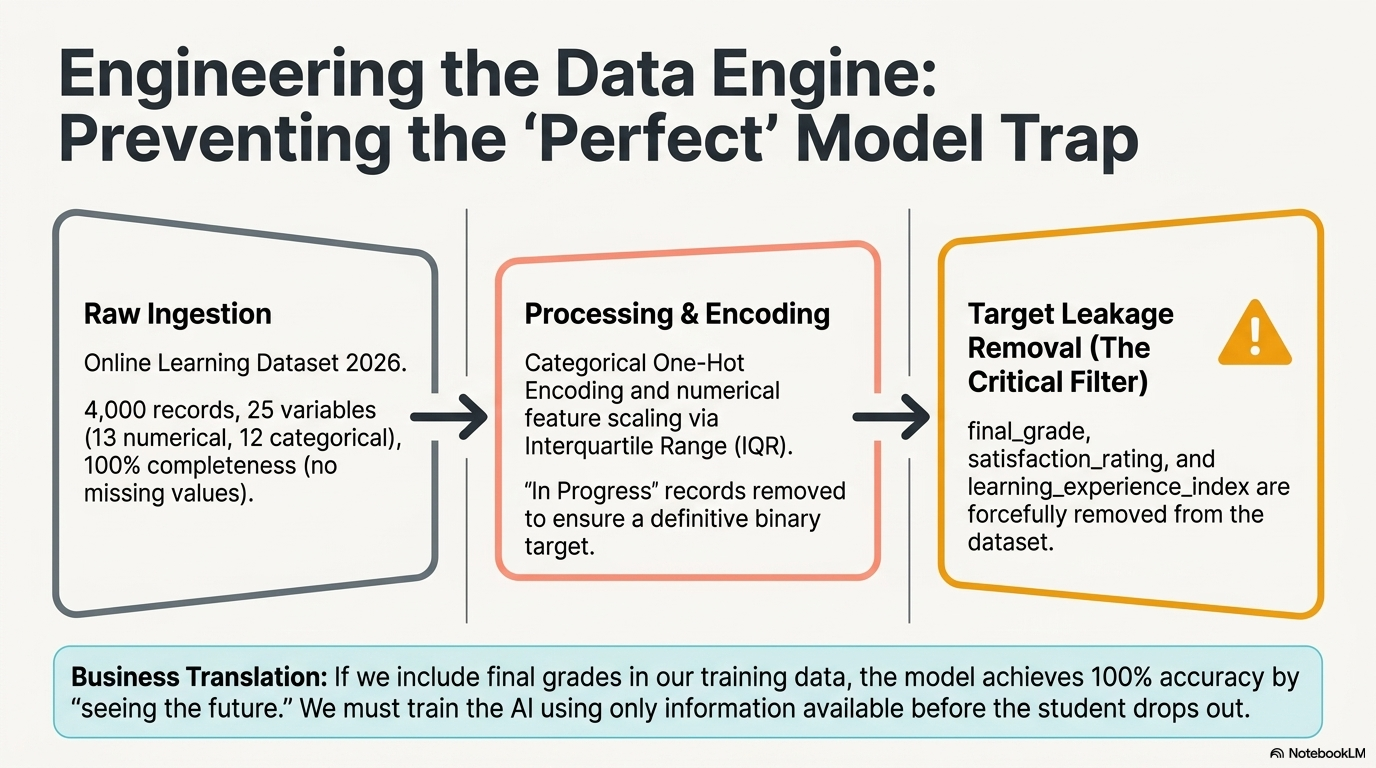 Engineering the Data Engine:
Preventing the ‘Perfect’ Model Trap
Raw Ingestion
Online Learning Dataset 2026.
4,000 records, 25 variables
(13 numerical, 12 categorical),
100% completeness (no
missing values).
Processing & Encoding
Categorical One-Hot
Encoding and numerical
feature scaling via
Interquartile Range (IQR).
“In Progress” records removed
to ensure a definitive binary
target.
Target Leakage
Removal (The
Critical Filter)
final_grade,
satisfaction_rating, and
learning_experience_index are
forcefully removed from the
dataset.
Business Translation: If we include final grades in our training data, the model achieves 100% accuracy by
“seeing the future.” We must train the AI using only information available before the student drops out.
NotebookLM